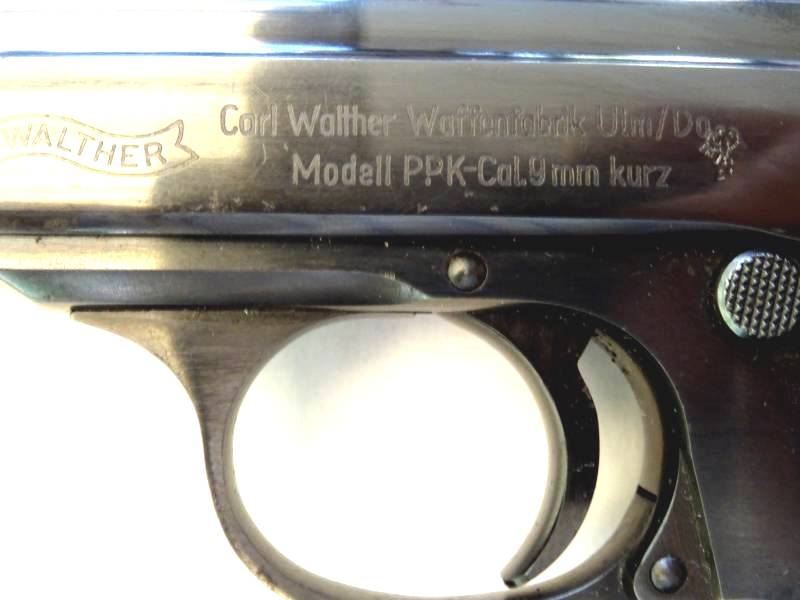 WALTHER
Carl Walther Waffenfabrik Ulm/Do.
Modell PPK-Cal.9mm kurz